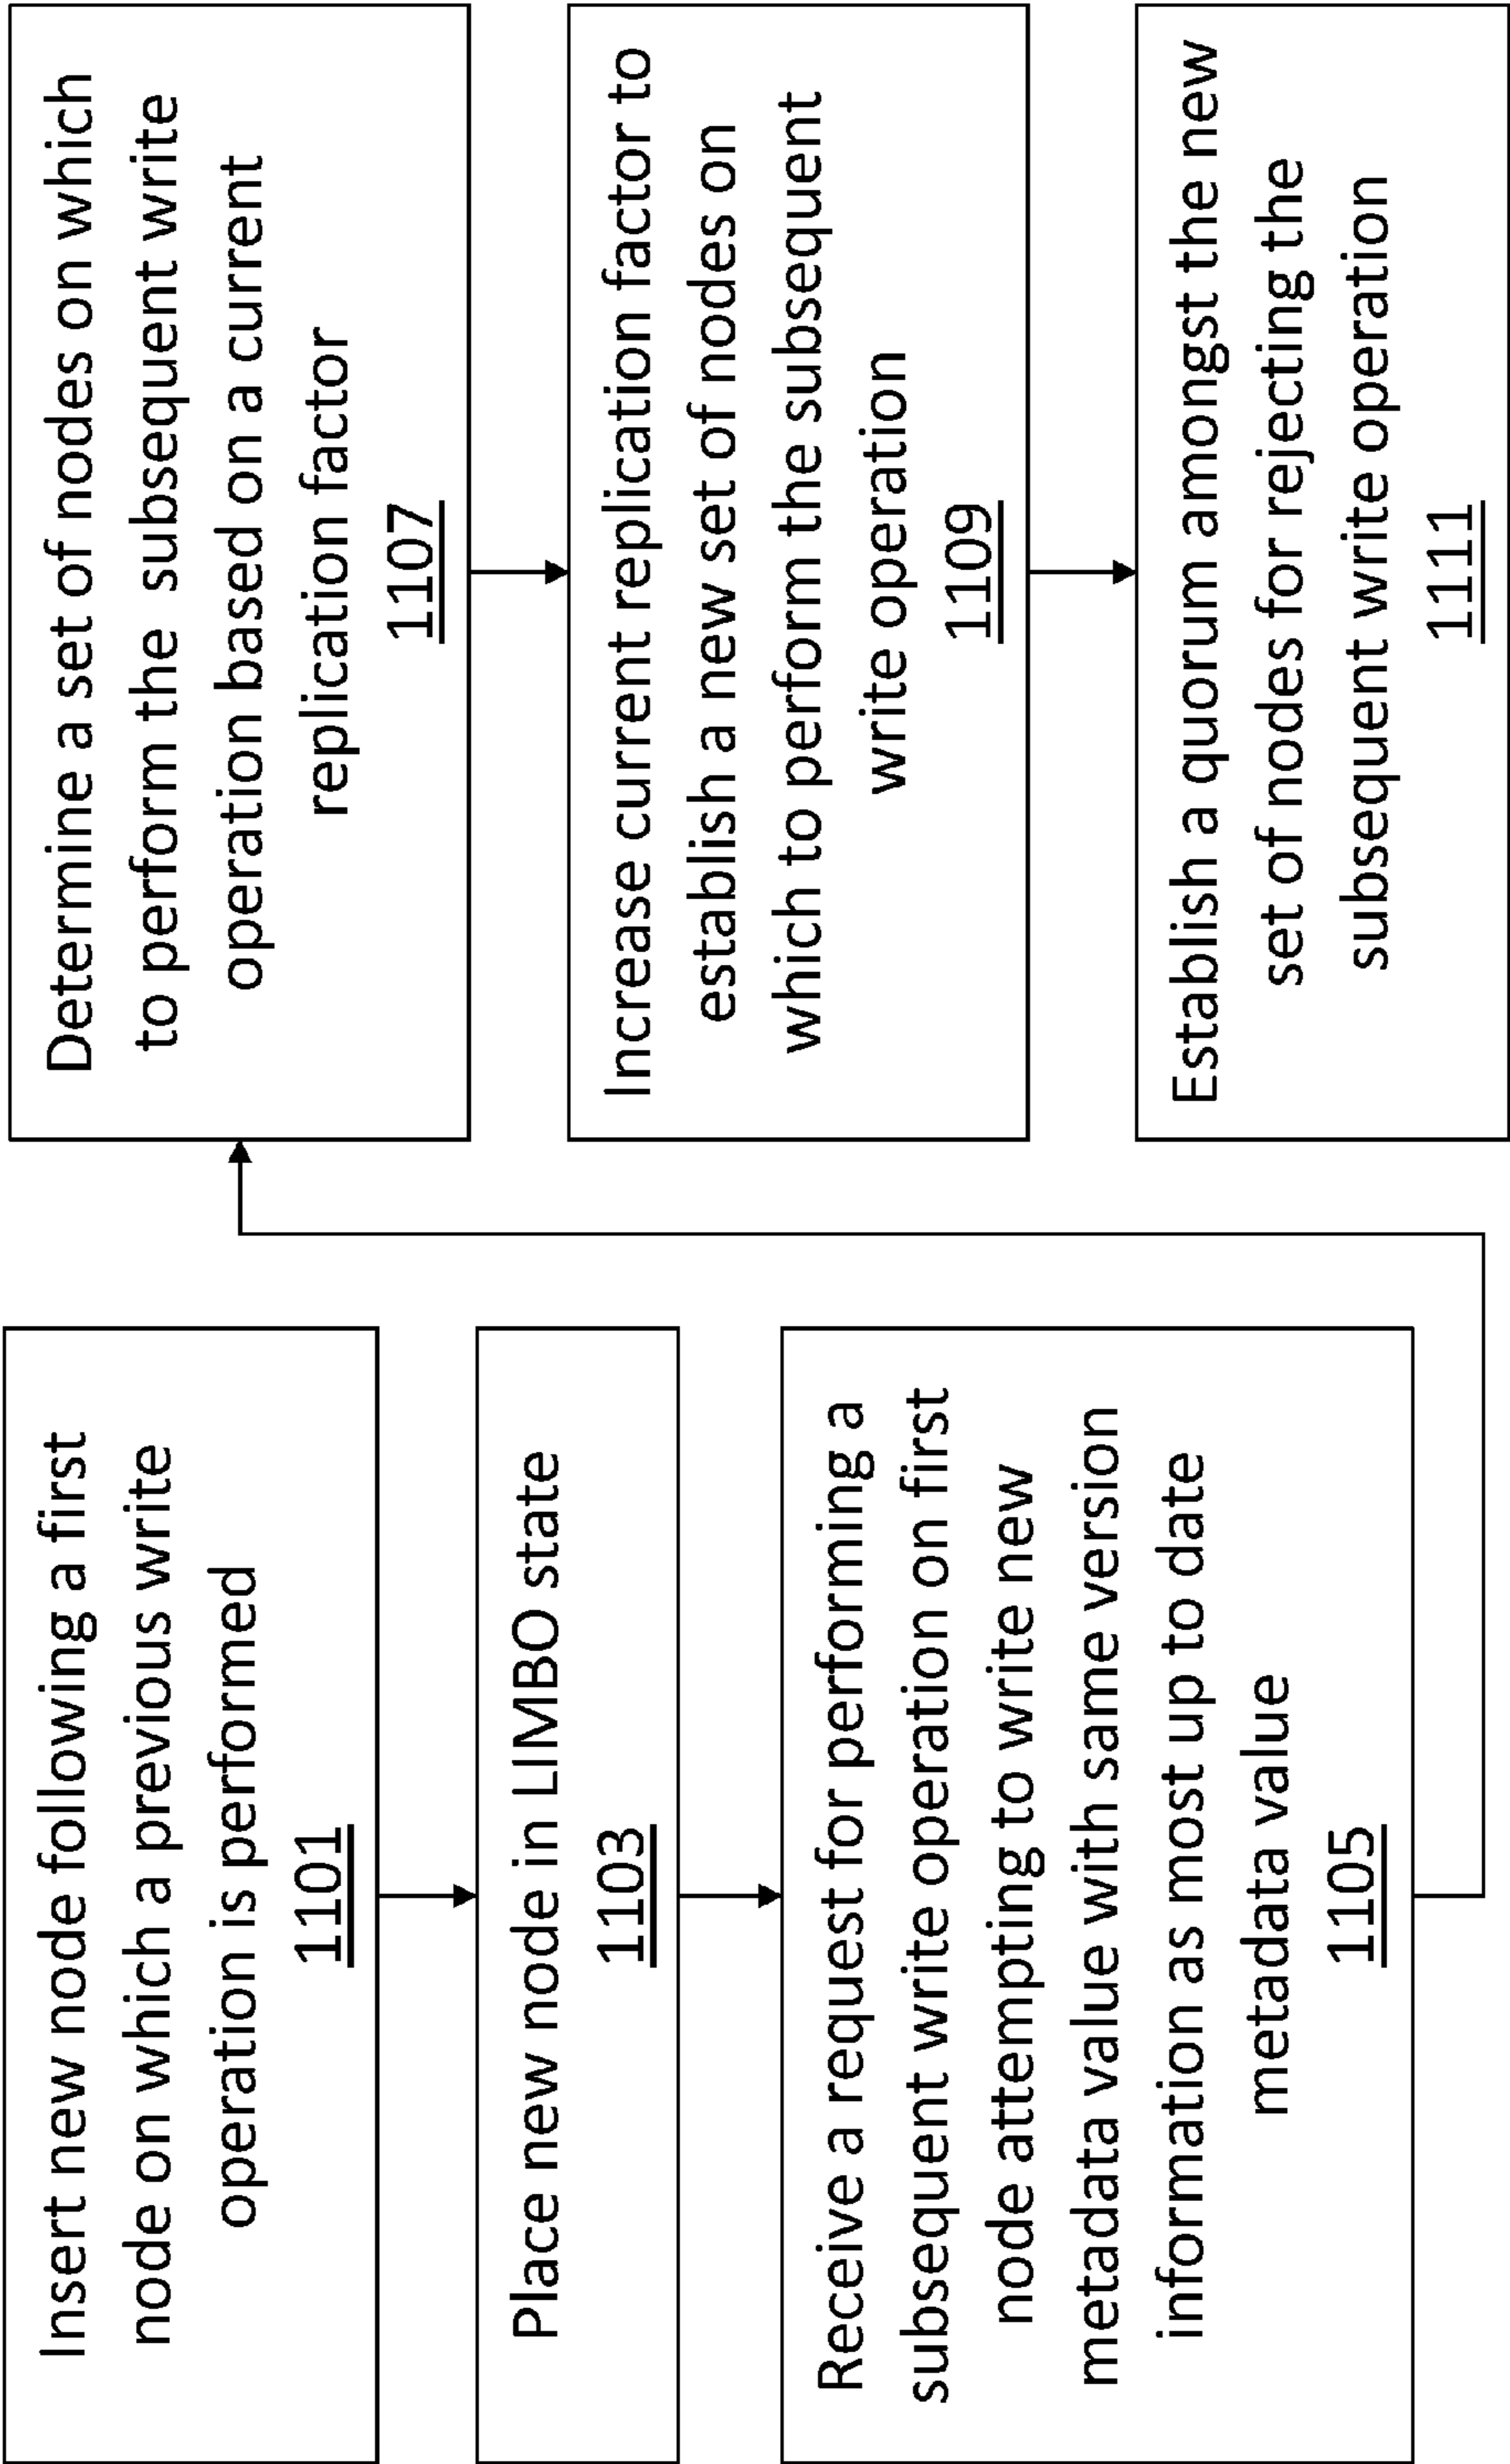 Insert new node following a first
node on which a previous write
operation is performed
1101
Place new node in LIMBO state
1103
Receive a request for performing a
subsequent write operation on first
node attempting to write new
metadata value with same version
information as most up to date
metadata value
1105
Determine a set of nodes on which
to perform the subsequent write
operation based on a current
replication factor
1107
Increase current replication factor to
establish a new set of nodes on
which to perform the subsequent
write operation
1109
Establish a quorum amongst the new
set of nodes for rejecting the
subsequent write operation
1111